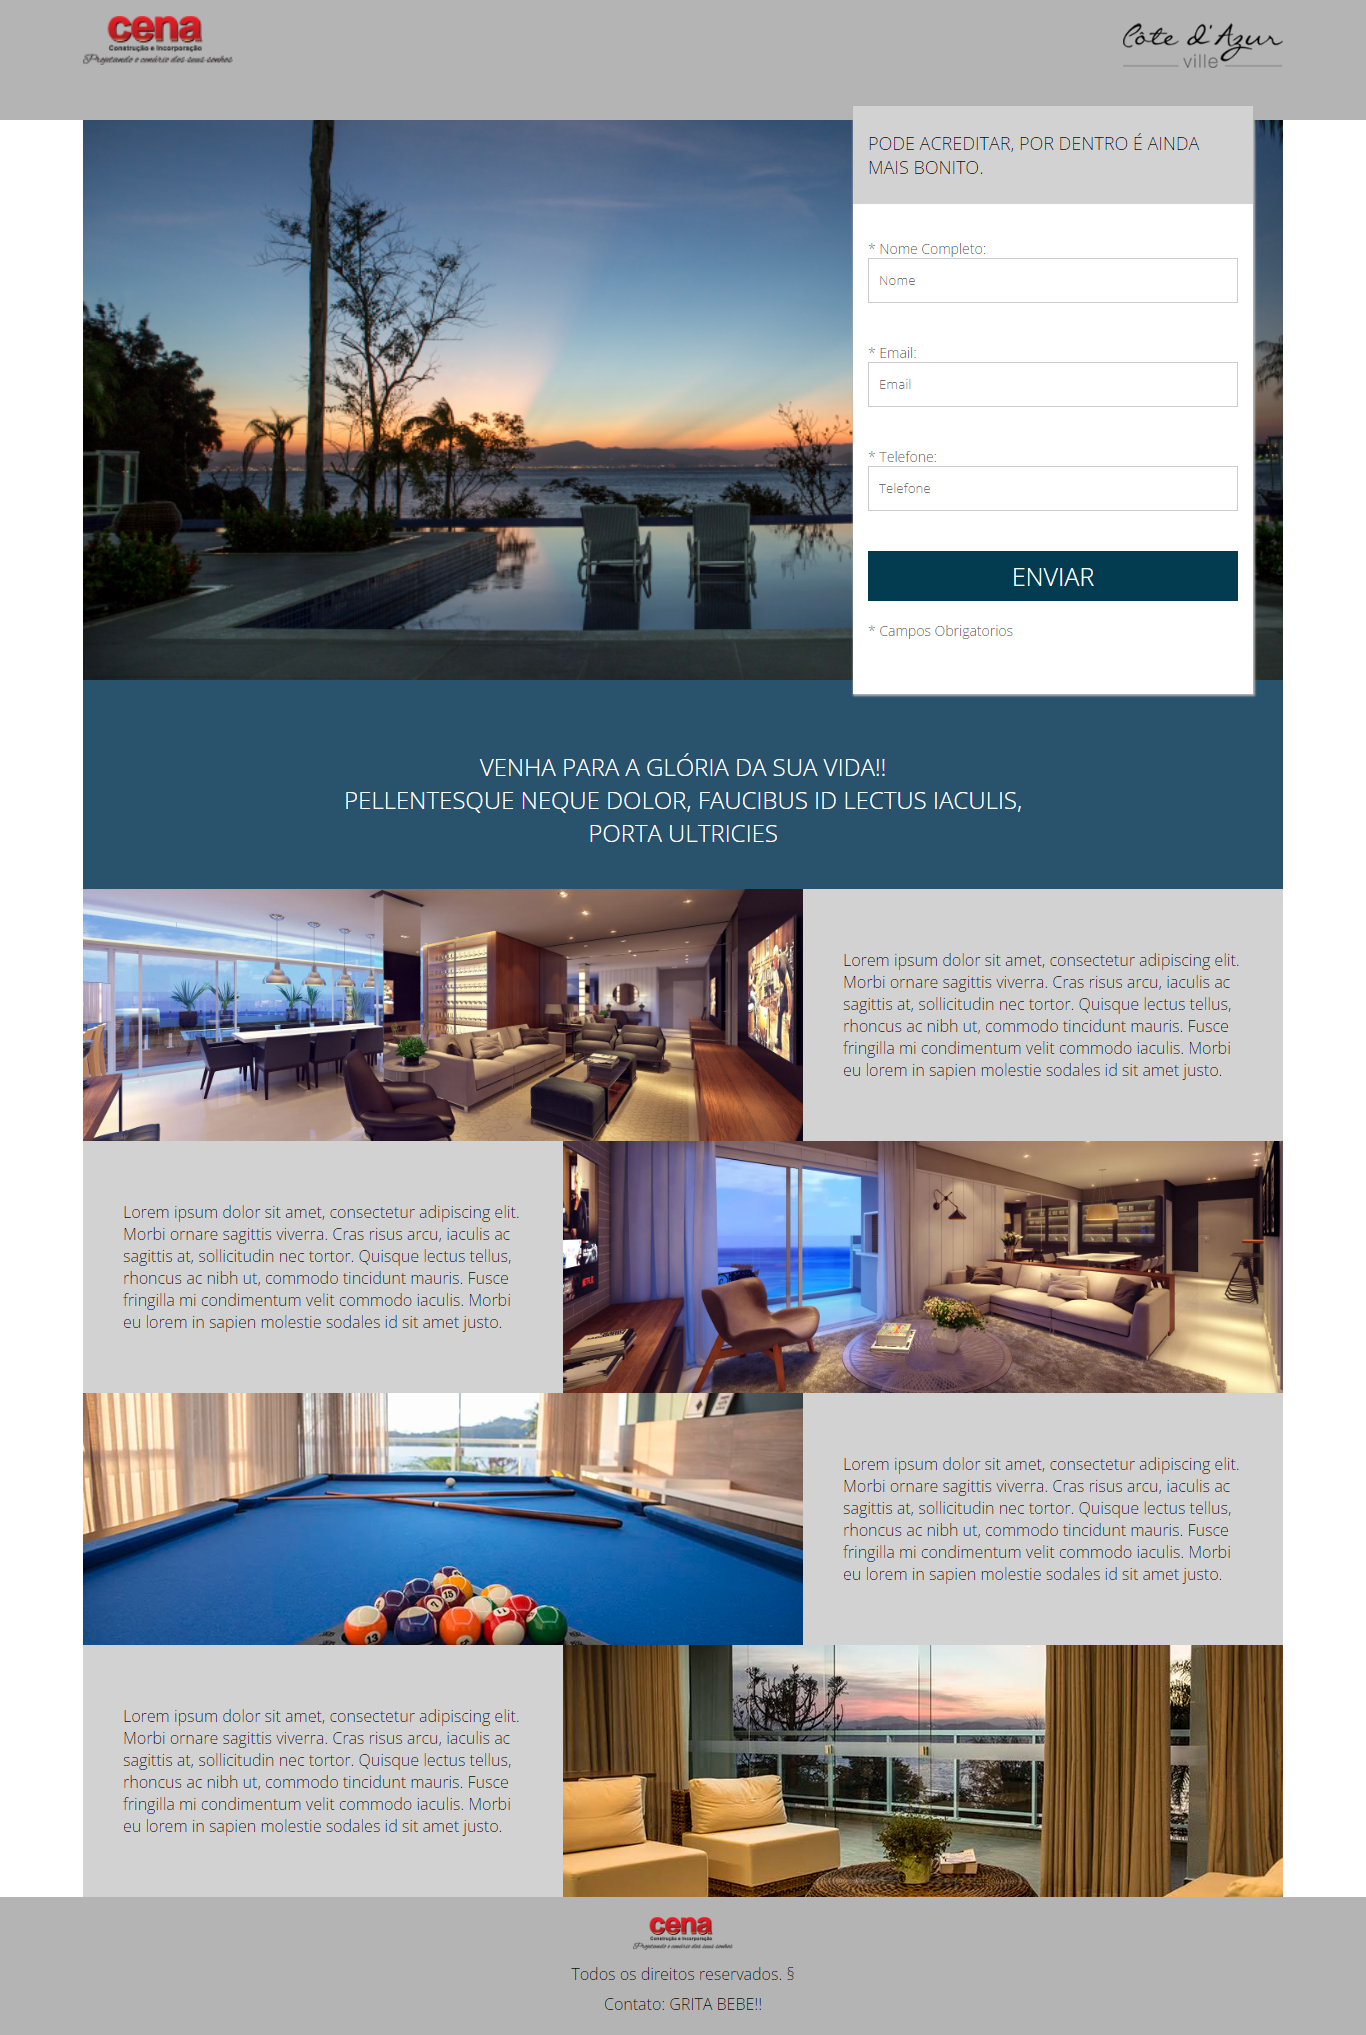 cena
Construção e Incorporação
Projetando o cenário dos seus sonhos
Côte d'Azur
ville
PODE ACREDITAR, POR DENTRO É AINDA
MAIS BONITO.
* Nome Completo:
Nome
* Email:
Email
* Telefone:
Telefone
ENVIAR
* Campos Obrigatorios
VENHA PARA A GLÓRIA DA SUA VIDA!!
PELLENTESQUE NEQUE DOLOR, FAUCIBUS ID LECTUS IACULIS,
PORTA ULTRICIES
Lorem ipsum dolor sit amet, consectetur adipiscing elit.
Morbi ornare sagittis viverra. Cras risus arcu, iaculis ac
sagittis at, sollicitudin nec tortor. Quisque lectus tellus,
rhoncus ac nibh ut, commodo tincidunt mauris. Fusce
fringilla mi condimentum velit commodo iaculis. Morbi
eu lorem in sapien molestie sodales id sit amet justo.
Lorem ipsum dolor sit amet, consectetur adipiscing elit.
Morbi ornare sagittis viverra. Cras risus arcu, iaculis ac
sagittis at, sollicitudin nec tortor. Quisque lectus tellus,
rhoncus ac nibh ut, commodo tincidunt mauris. Fusce
fringilla mi condimentum velit commodo iaculis. Morbi
eu lorem in sapien molestie sodales id sit amet justo.
NETFLIX
Lorem ipsum dolor sit amet, consectetur adipiscing elit.
Morbi ornare sagittis viverra. Cras risus arcu, iaculis ac
sagittis at, sollicitudin nec tortor. Quisque lectus tellus,
rhoncus ac nibh ut, commodo tincidunt mauris. Fusce
fringilla mi condimentum velit commodo iaculis. Morbi
eu lorem in sapien molestie sodales id sit amet justo.
15
7
11
13
6
Lorem ipsum dolor sit amet, consectetur adipiscing elit.
Morbi ornare sagittis viverra. Cras risus arcu, iaculis ac
sagittis at, sollicitudin nec tortor. Quisque lectus tellus,
rhoncus ac nibh ut, commodo tincidunt mauris. Fusce
fringilla mi condimentum velit commodo iaculis. Morbi
eu lorem in sapien molestie sodales id sit amet justo.
cena
Construção e Incorporação
Projetando o cenário dos seus sonhos
Todos os direitos reservados. §
Contato: GRITA BEBE!!